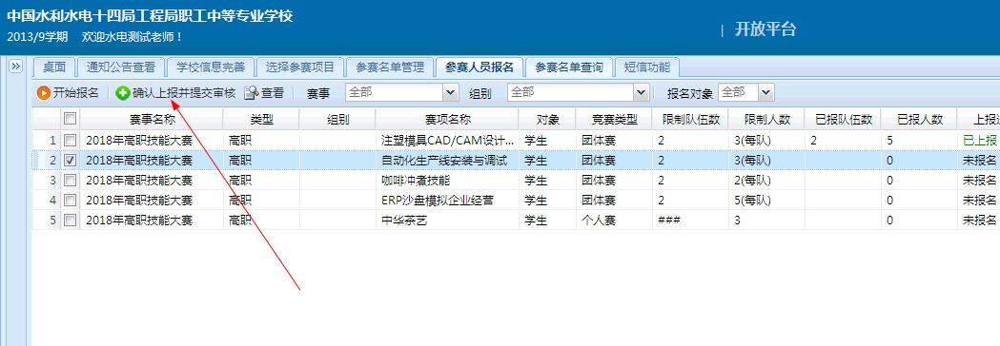 中国水利水电十四局工程局职工中等专业学校
2013/9学期 欢迎水电测试老师！
| 开放平台
桌面 通知公告查看 学校信息完善 选择参赛项目 参赛名单管理 参赛人员报名 参赛名单查询 短信功能
开始报名 确认上报并提交审核 查看 赛事 全部 组别 全部 报名对象 全部
赛事名称 类型 组别 赛项名称 对象 竞赛类型 限制队伍数 限制人数 已报队伍数 已报人数
1 2018年高职技能大赛 高职 注塑模具CAD/CAM设计... 学生 团体赛 2 3(每队) 2 5 已上报
2 2018年高职技能大赛 高职 自动化生产线安装与调试 学生 团体赛 2 3(每队) 0 未报名
3 2018年高职技能大赛 高职 咖啡冲煮技能 学生 团体赛 2 2(每队) 0 未报名
4 2018年高职技能大赛 高职 ERP沙盘模拟企业经营 学生 团体赛 2 5(每队) 0 未报名
5 2018年高职技能大赛 高职 中华茶艺 学生 个人赛 ### 3 0 未报名